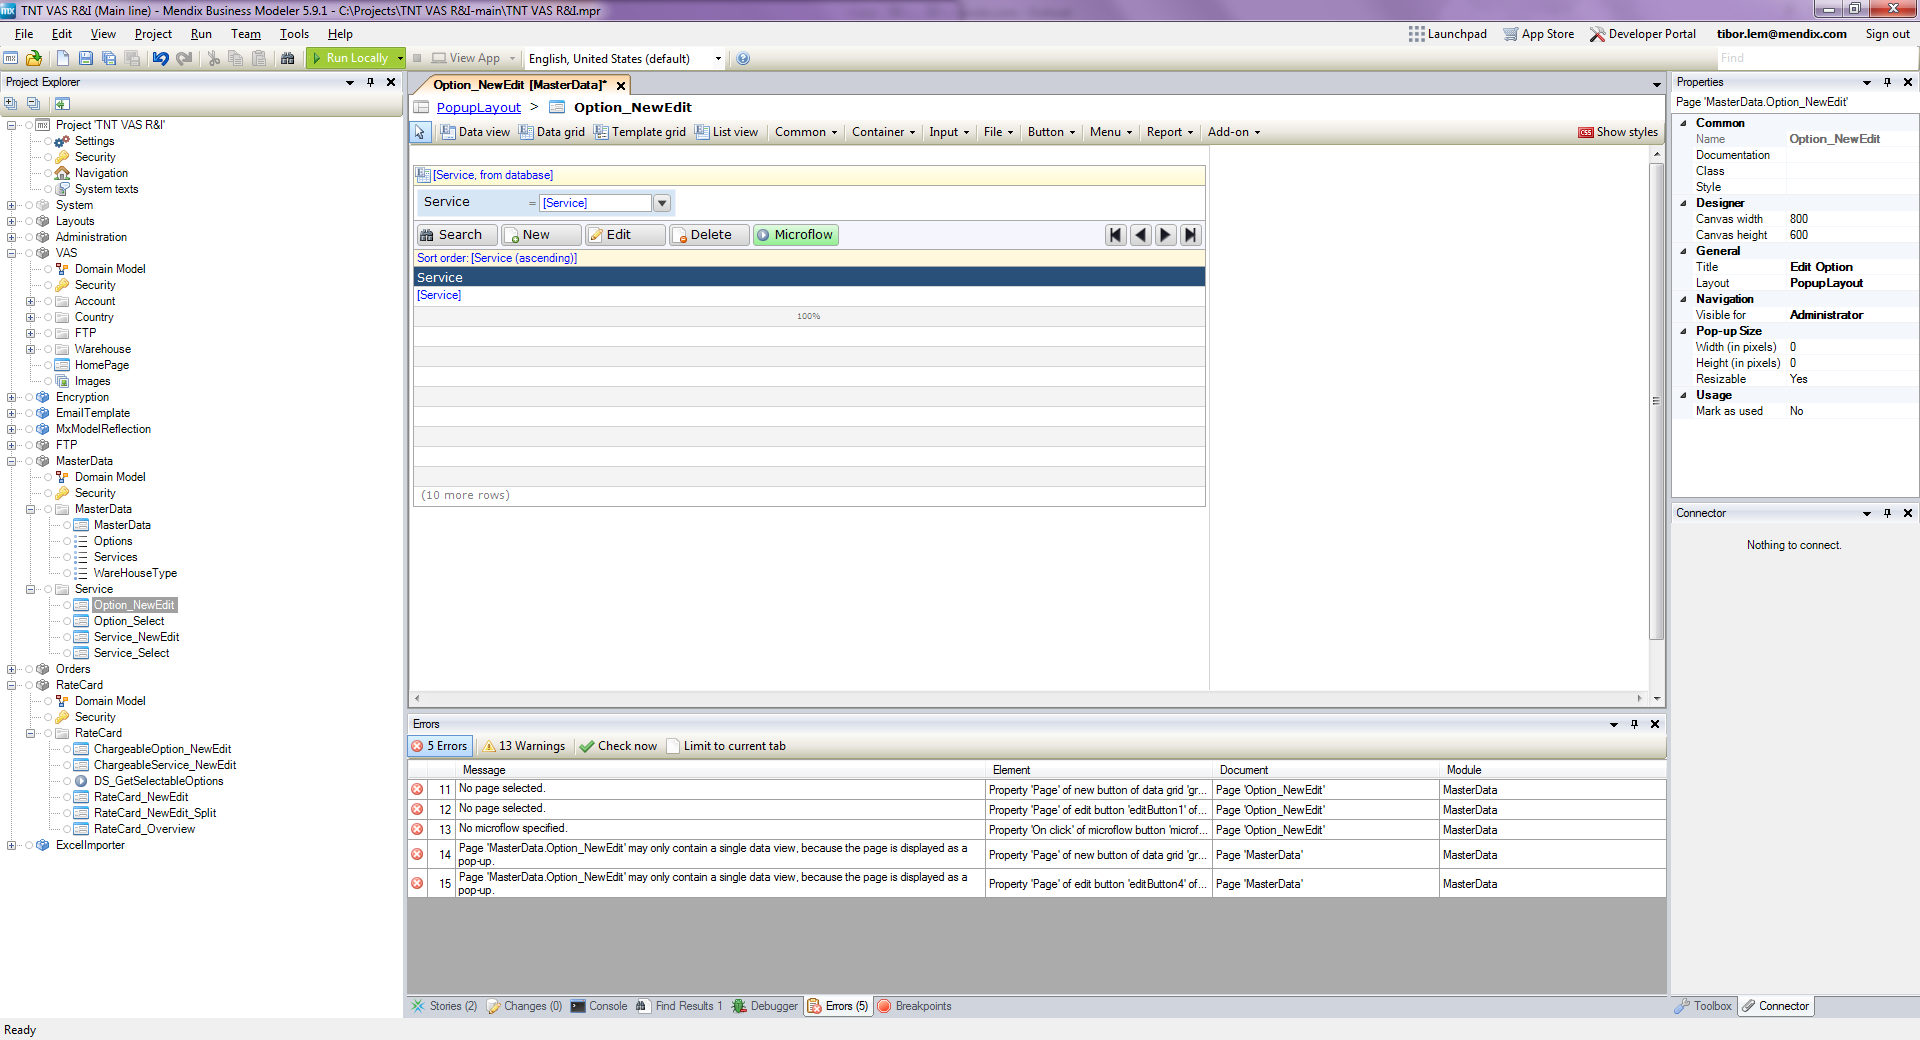 TNT VAS R&I (Main line) - Mendix Business Modeler 5.9.1 - C:\Projects\TNT VAS R&I-main\TNT VAS R&I.mpr
File Edit View Project Run Team Tools Help
Launchpad App Store Developer Portal tibor.lem@mendix.com Sign out
Run Locally View App English, United States (default) Find
Project Explorer
Project 'TNT VAS R&I'
Settings
Security
Navigation
System texts
System
Layouts
Administration
VAS
Domain Model
Security
Account
Country
FTP
Warehouse
HomePage
Images
Encryption
EmailTemplate
MxModelReflection
FTP
MasterData
Domain Model
Security
MasterData
MasterData
Options
Services
WareHouseType
Service
Option_NewEdit
Option_Select
Service_NewEdit
Service_Select
Orders
RateCard
Domain Model
Security
RateCard
ChargeableOption_NewEdit
ChargeableService_NewEdit
DS_GetSelectableOptions
RateCard_NewEdit
RateCard_NewEdit_Split
RateCard_Overview
ExcelImporter
Option_NewEdit [MasterData]*
PopupLayout > Option_NewEdit
Data view Data grid Template grid List view Common Container Input File Button Menu Report Add-on Show styles
[Service, from database]
Service = [Service]
Search New Edit Delete Microflow
Sort order: [Service (ascending)]
Service
[Service]
100%
(10 more rows)
Properties
Page 'MasterData.Option_NewEdit'
Common
Name Option_NewEdit
Documentation
Class
Style
Designer
Canvas width 800
Canvas height 600
General
Title Edit Option
Layout PopupLayout
Navigation
Visible for Administrator
Pop-up Size
Width (in pixels) 0
Height (in pixels) 0
Resizable Yes
Usage
Mark as used No
Connector
Nothing to connect.
Errors
5 Errors 13 Warnings Check now Limit to current tab
Message Element Document Module
11 No page selected. Property 'Page' of new button of data grid 'gr... Page 'Option_NewEdit' MasterData
12 No page selected. Property 'Page' of edit button 'editButton1' of... Page 'Option_NewEdit' MasterData
13 No microflow specified. Property 'On click' of microflow button 'microf... Page 'Option_NewEdit' MasterData
14 Page 'MasterData.Option_NewEdit' may only contain a single data view, because the page is displayed as a pop-up. Property 'Page' of new button of data grid 'gr... Page 'MasterData' MasterData
15 Page 'MasterData.Option_NewEdit' may only contain a single data view, because the page is displayed as a pop-up. Property 'Page' of edit button 'editButton4' of... Page 'MasterData' MasterData
Stories (2) Changes (0) Console Find Results 1 Debugger Errors (5) Breakpoints
Toolbox Connector
Ready